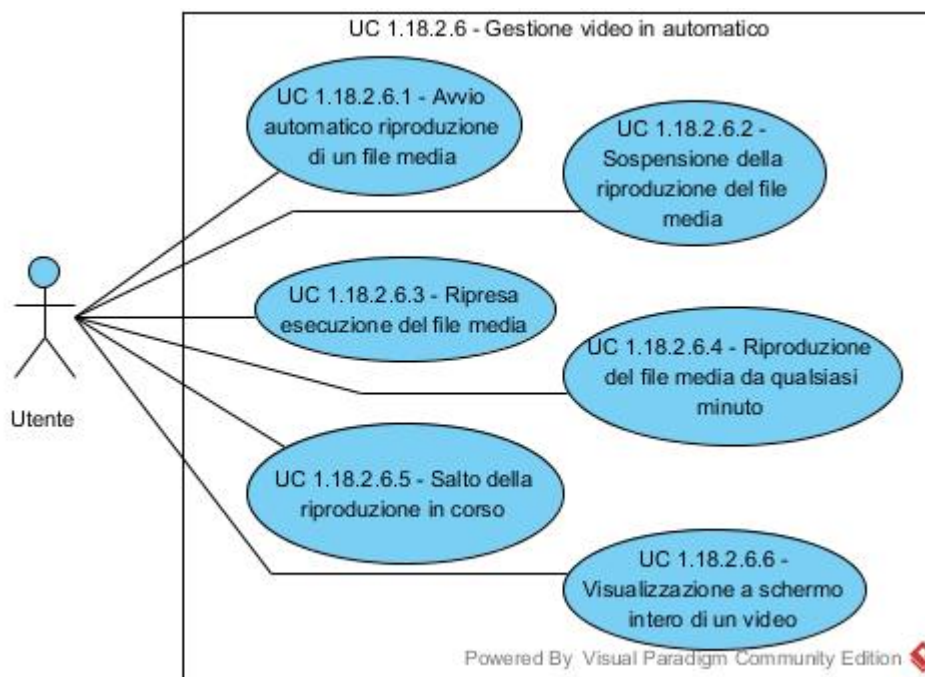 UC 1.18.2.6 - Gestione video in automatico
UC 1.18.2.6.1 - Avvio
automatico riproduzione
di un file media
UC 1.18.2.6.2 -
Sospensione della
riproduzione del file
media
UC 1.18.2.6.3 - Ripresa
esecuzione del file media
UC 1.18.2.6.4 - Riproduzione
del file media da qualsiasi
minuto
Utente
UC 1.18.2.6.5 - Salto della
riproduzione in corso
UC 1.18.2.6.6 -
Visualizzazione a schermo
intero di un video
Powered By Visual Paradigm Community Edition